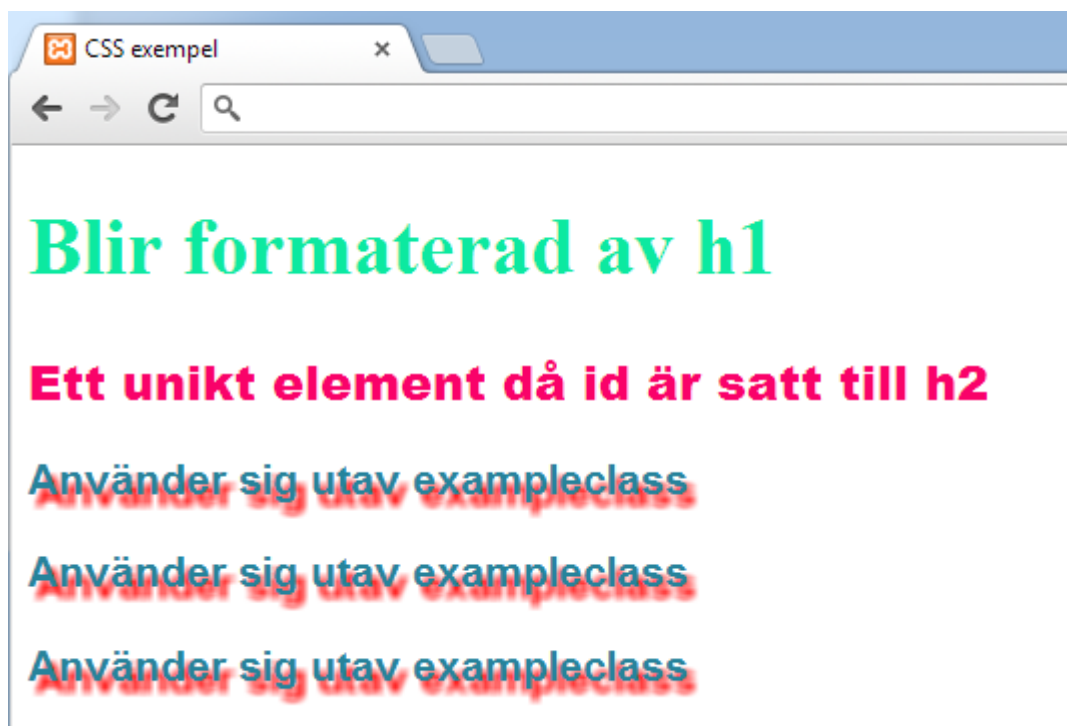 CSS exempel
Blir formaterad av h1
Ett unikt element då id är satt till h2
Använder sig utav exampleclass
Använder sig utav exampleclass
Använder sig utav exampleclass